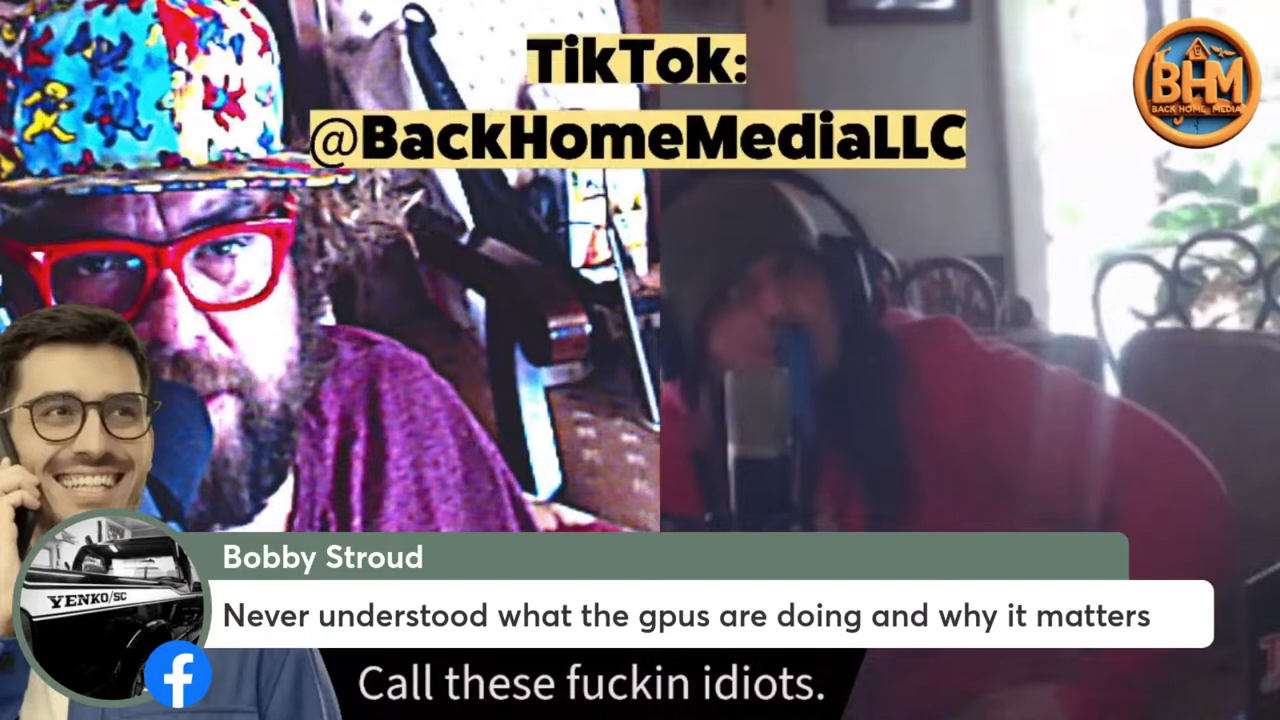 TikTok:
@BackHomeMediaLLC
BHM
BACK HOME MEDIA
Bobby Stroud
YENKO/SC
Never understood what the gpus are doing and why it matters
Call these fuckin idiots.